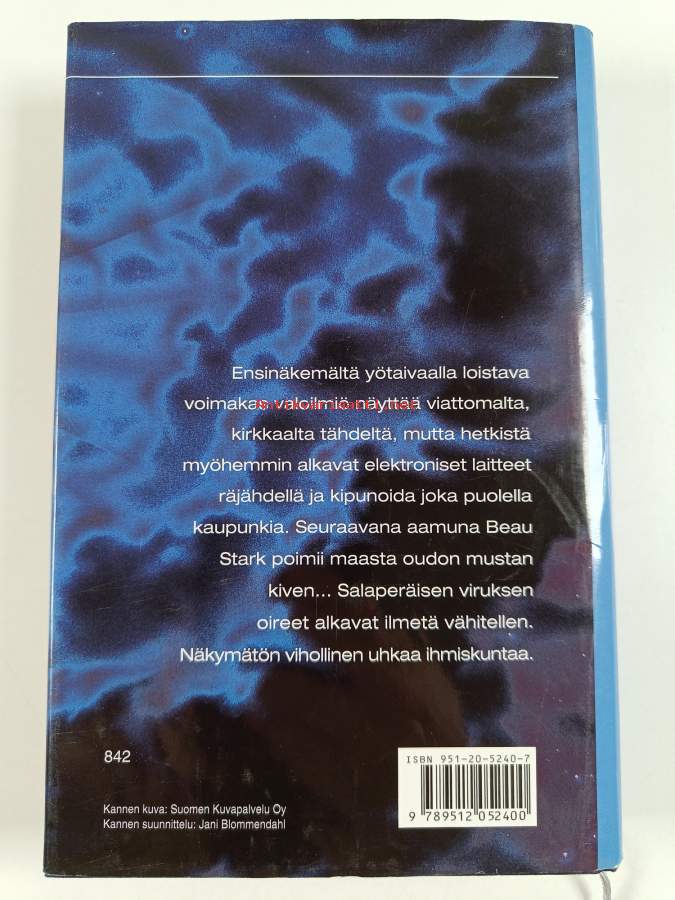 Ensinäkemältä yötaivaalla loistava
voimakas valoilmiö näyttää viattomalta,
kirkkaalta tähdeltä, mutta hetkistä
myöhemmin alkavat elektroniset laitteet
räjähdellä ja kipunoida joka puolella
kaupunkia. Seuraavana aamuna Beau
Stark poimii maasta oudon mustan
kiven... Salaperäisen viruksen
oireet alkavat ilmetä vähitellen.
Näkymätön vihollinen uhkaa ihmiskuntaa.
842
ISBN 951-20-5240-7
9 789512 052400
Kannen kuva: Suomen Kuvapalvelu Oy
Kannen suunnittelu: Jani Blommendahl